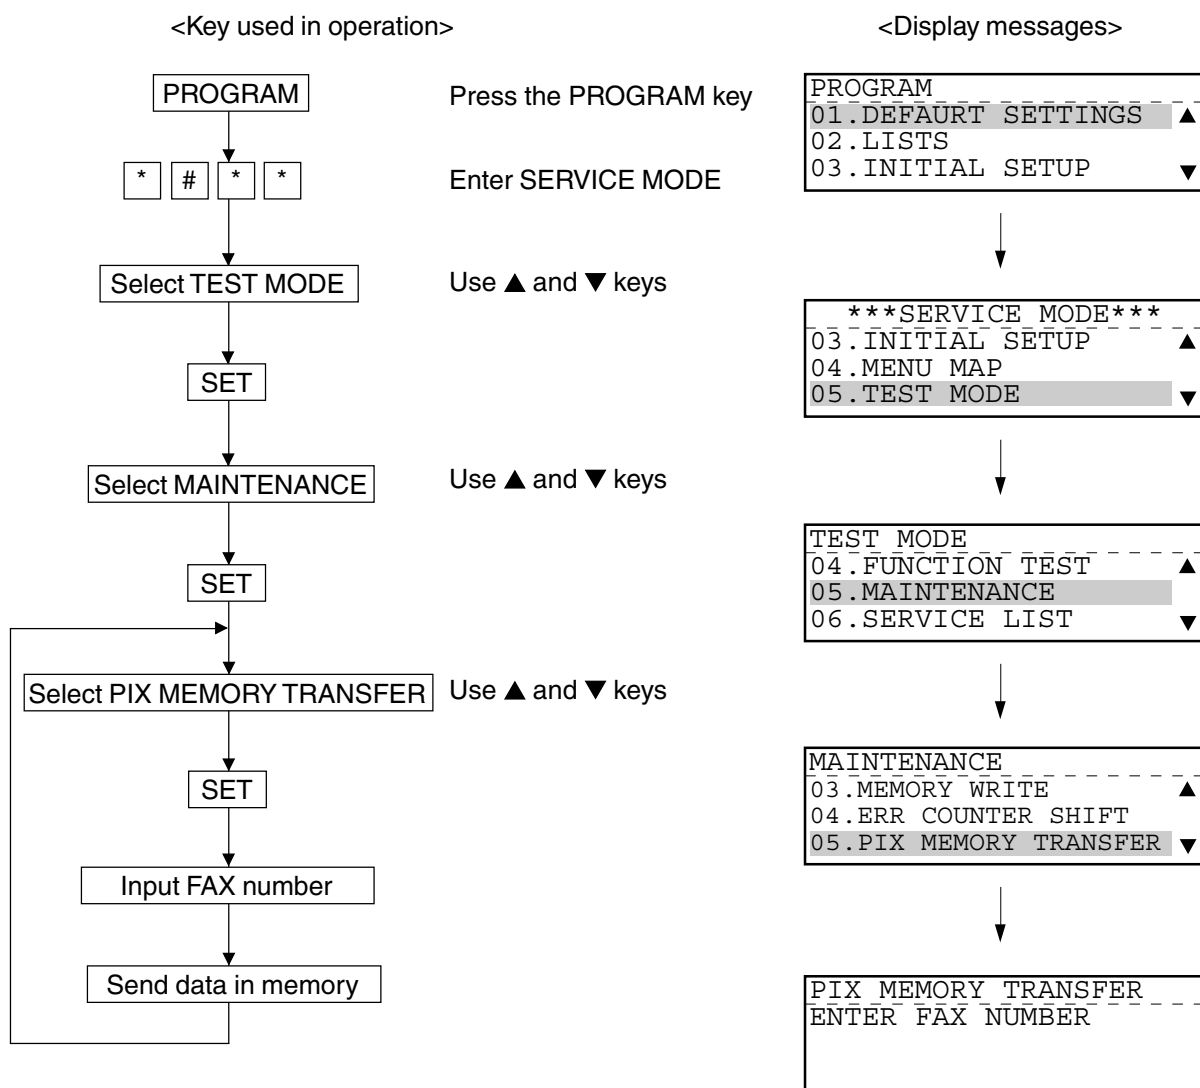 <Key used in operation>
<Display messages>
PROGRAM
Press the PROGRAM key
* # * *
Enter SERVICE MODE
Select TEST MODE
Use ▲ and ▼ keys
SET
Select MAINTENANCE
Use ▲ and ▼ keys
SET
Select PIX MEMORY TRANSFER
Use ▲ and ▼ keys
SET
Input FAX number
Send data in memory
PROGRAM
01.DEFAURT SETTINGS ▲
02.LISTS
03.INITIAL SETUP ▼
***SERVICE MODE***
03.INITIAL SETUP ▲
04.MENU MAP
05.TEST MODE ▼
TEST MODE
04.FUNCTION TEST ▲
05.MAINTENANCE
06.SERVICE LIST ▼
MAINTENANCE
03.MEMORY WRITE ▲
04.ERR COUNTER SHIFT
05.PIX MEMORY TRANSFER ▼
PIX MEMORY TRANSFER
ENTER FAX NUMBER